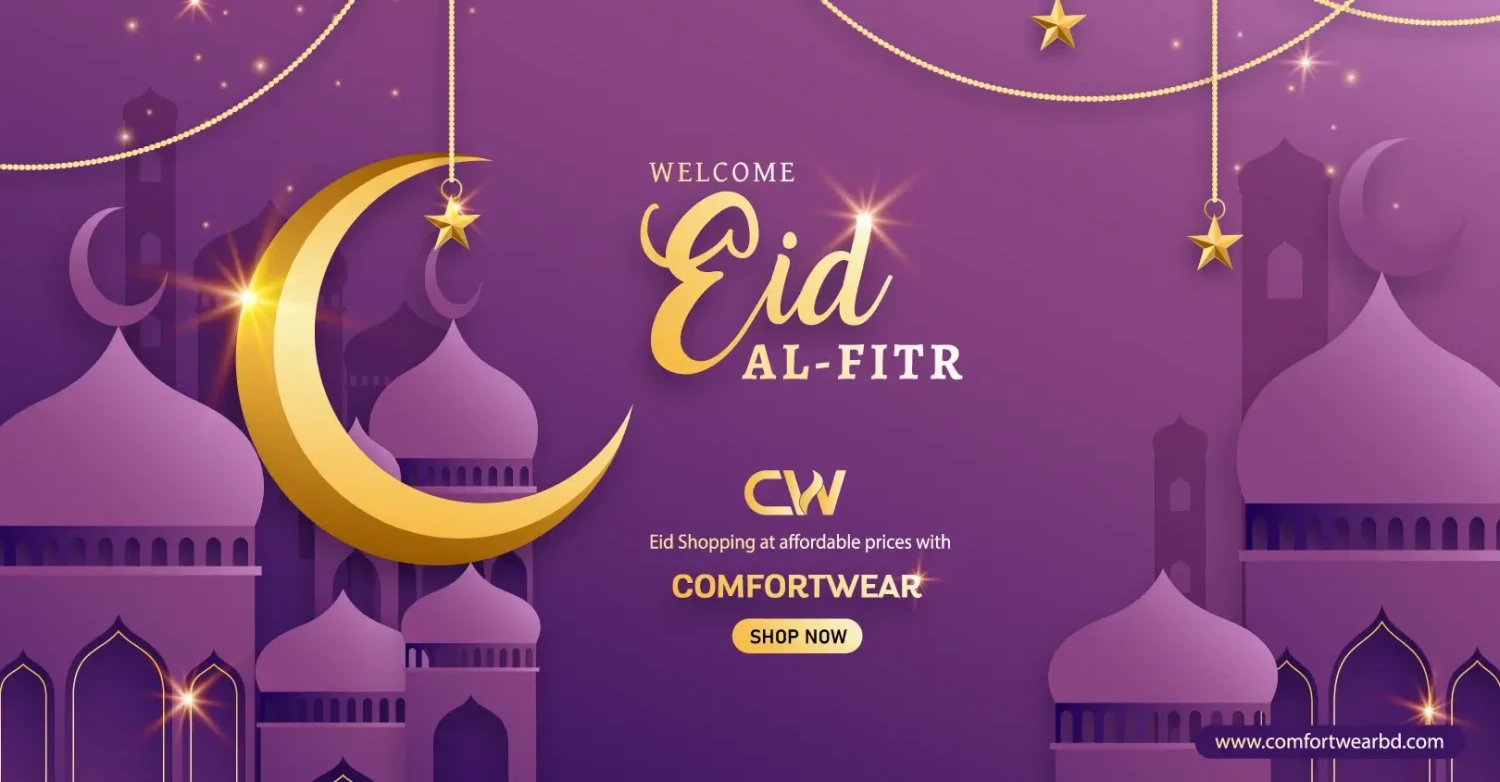 WELCOME
Eid
AL-FITR
CW
Eid Shopping at affordable prices with
COMFORTWEAR
SHOP NOW
www.comfortwearbd.com